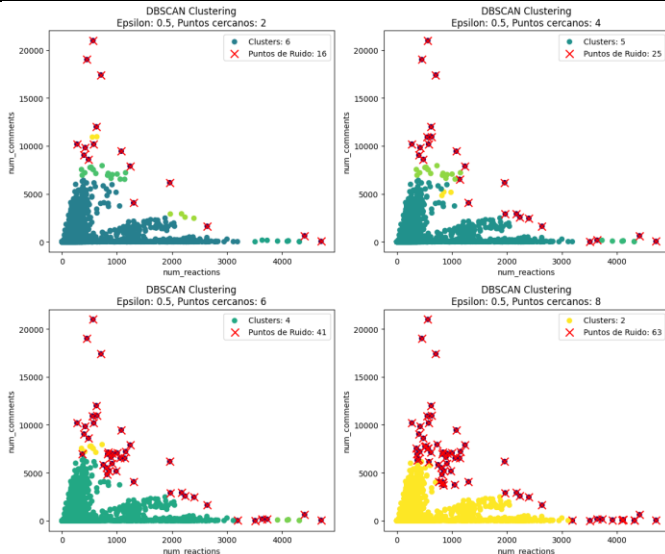 DBSCAN Clustering
Epsilon: 0.5, Puntos cercanos: 2
Clusters: 6
Puntos de Ruido: 16
20000
15000
10000
5000
0
num_comments
0 1000 2000 3000 4000
num_reactions
DBSCAN Clustering
Epsilon: 0.5, Puntos cercanos: 4
Clusters: 5
Puntos de Ruido: 25
20000
15000
10000
5000
0
num_comments
0 1000 2000 3000 4000
num_reactions
DBSCAN Clustering
Epsilon: 0.5, Puntos cercanos: 6
Clusters: 4
Puntos de Ruido: 41
20000
15000
10000
5000
0
num_comments
0 1000 2000 3000 4000
num_reactions
DBSCAN Clustering
Epsilon: 0.5, Puntos cercanos: 8
Clusters: 2
Puntos de Ruido: 63
20000
15000
10000
5000
0
num_comments
0 1000 2000 3000 4000
num_reactions